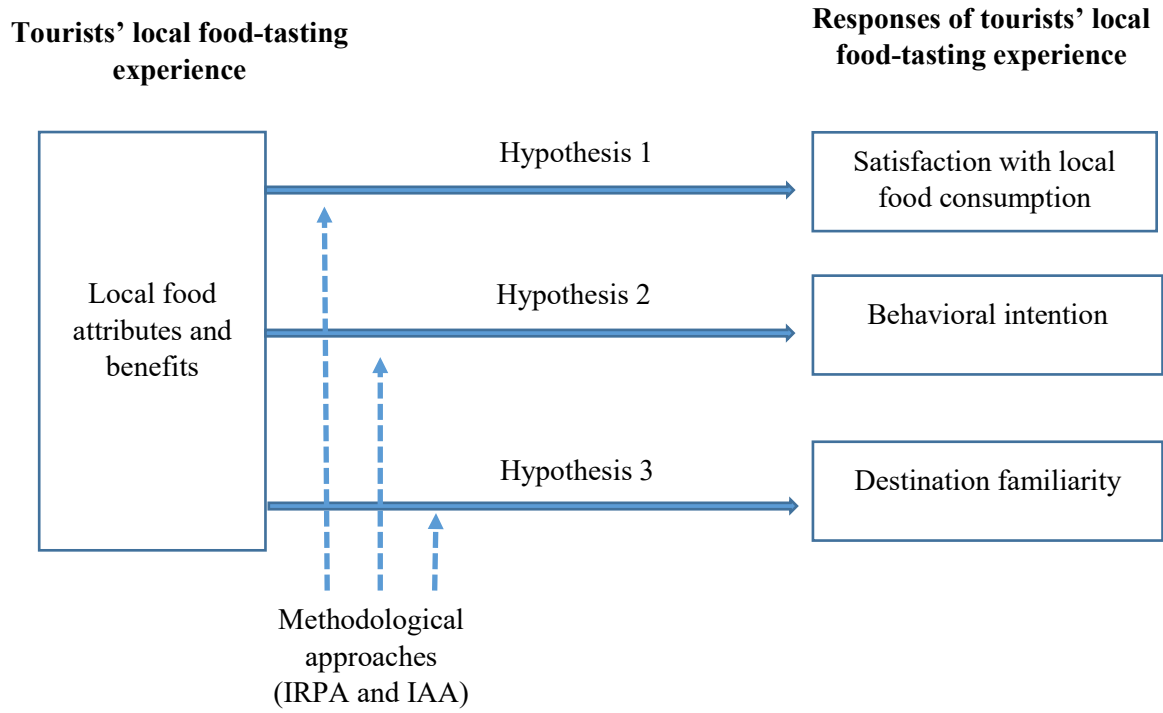 Tourists’ local food-tasting
experience
Responses of tourists’ local
food-tasting experience
Hypothesis 1
Satisfaction with local
food consumption
Local food
attributes and
benefits
Hypothesis 2
Behavioral intention
Hypothesis 3
Destination familiarity
Methodological
approaches
(IRPA and IAA)